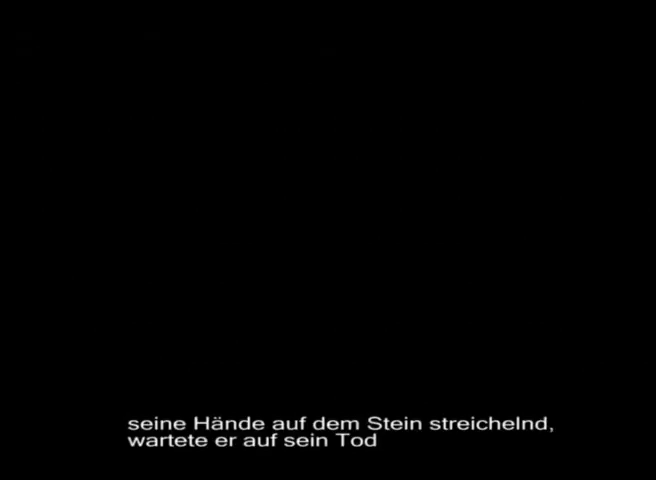 seine Hände auf dem Stein streichelnd,
wartete er auf sein Tod